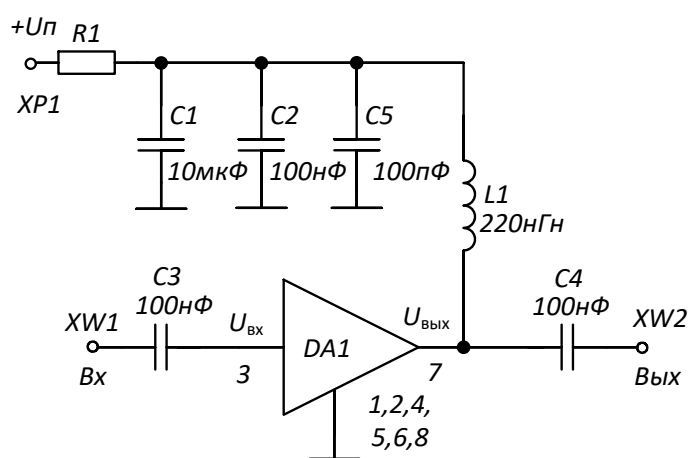 +Uп
R1
XP1
C1
C2
C5
10мкФ
100нФ
100пФ
L1
220нГн
C3
100нФ
C4
100нФ
XW1
Uвх
DA1
Uвых
XW2
Вх
3
7
Вых
1,2,4,
5,6,8